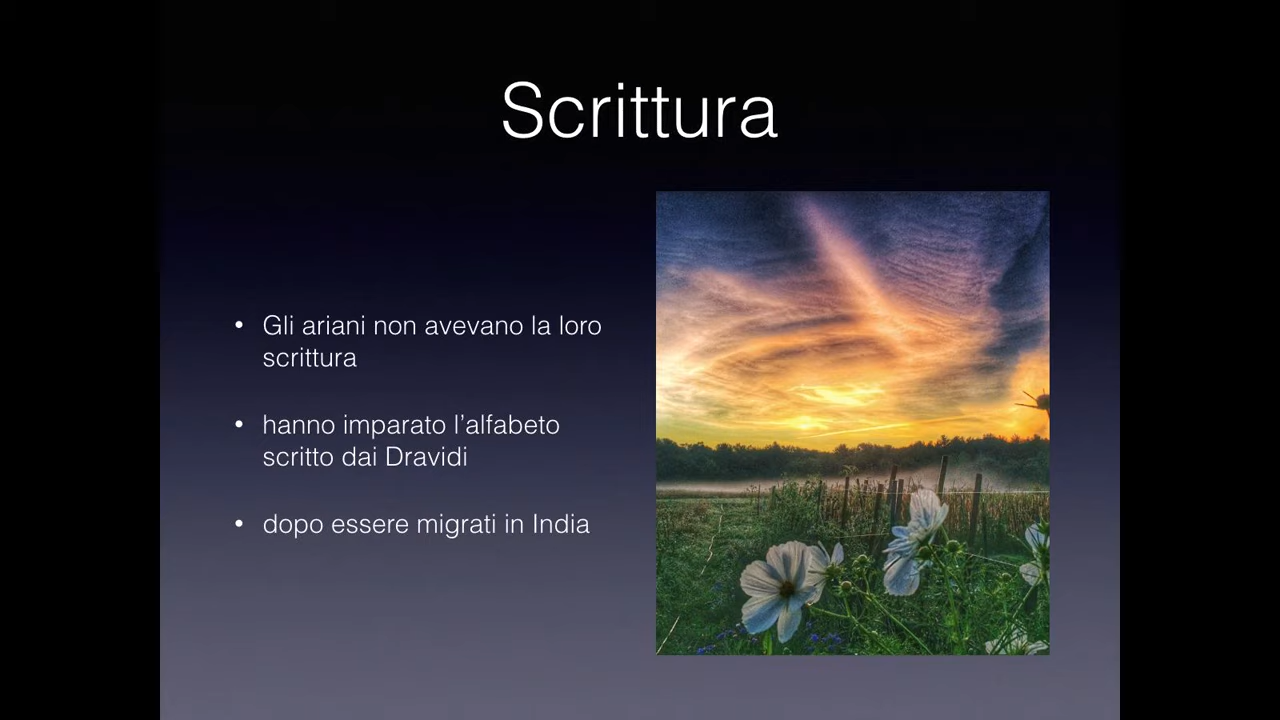 Scrittura
• Gli ariani non avevano la loro
scrittura
• hanno imparato l’alfabeto
scritto dai Dravidi
• dopo essere migrati in India